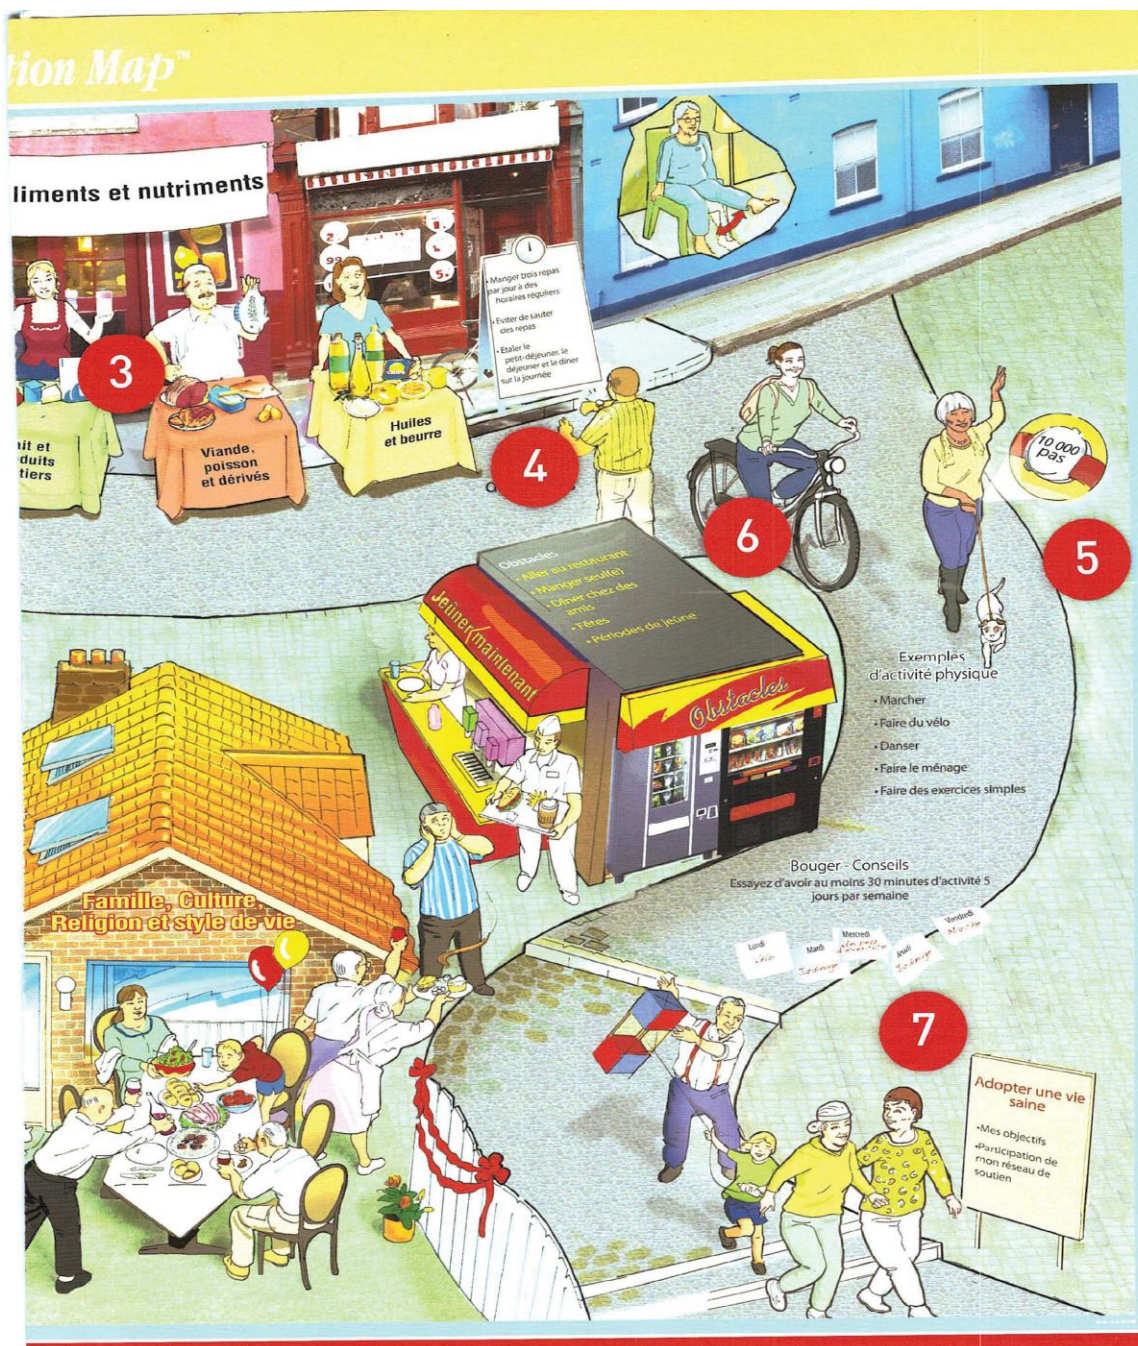 tion Map™
liments et nutriments
3
it et
duits
tiers
Viande,
poisson
et dérivés
Huiles
et beurre
• Manger trois repas
par jour à des
horaires réguliers
• Eviter de sauter
des repas
• Etaler le
petit-déjeuner, le
déjeuner et le dîner
sur la journée
4
6
10 000
pas
5
Obstacles
• Aller au restaurant
• Manger seul(e)
• Dîner chez des
amis
• Fêtes
• Périodes de jeûne
Jeûner/maintenant
Obstacles
Exemples
d'activité physique
• Marcher
• Faire du vélo
• Danser
• Faire le ménage
• Faire des exercices simples
Bouger - Conseils
Essayez d'avoir au moins 30 minutes d'activité 5
jours par semaine
Lundi
Vélo
Mardi
Jardinage
Mercredi
Jeudi
Jardinage
Vendredi
Marche
Famille, Culture,
Religion et style de vie
7
Adopter une vie
saine
• Mes objectifs
• Participation de
mon réseau de
soutien